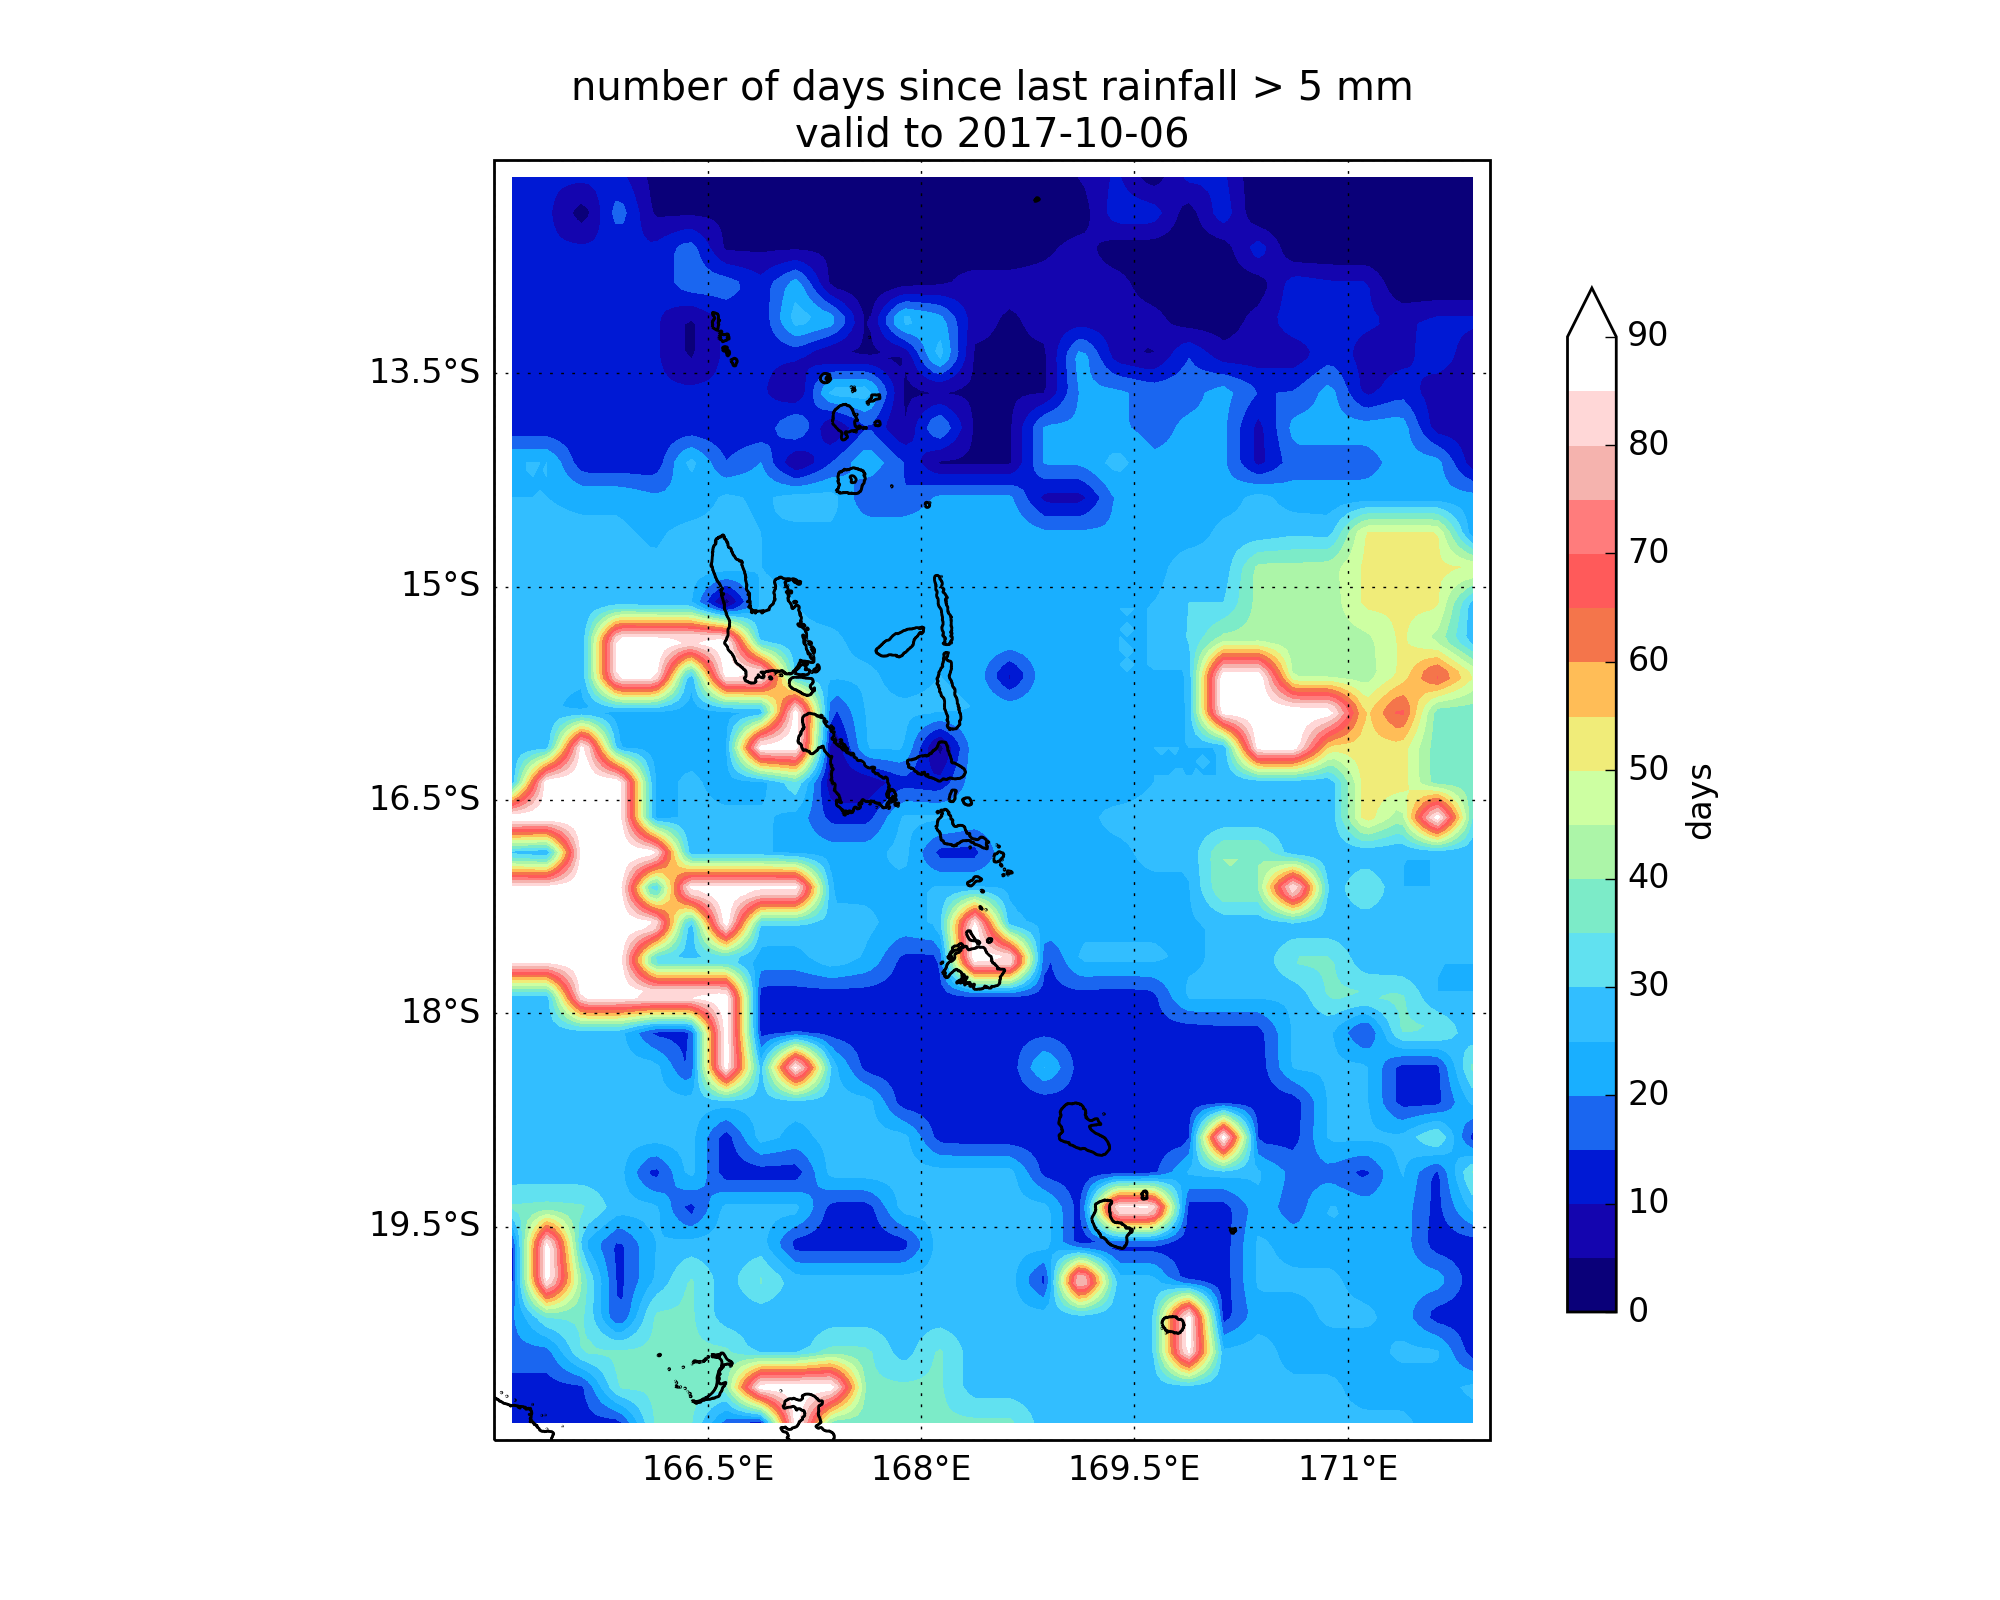 number of days since last rainfall > 5 mm
valid to 2017-10-06
13.5°S
15°S
16.5°S
18°S
19.5°S
166.5°E
168°E
169.5°E
171°E
90
80
70
60
50
40
30
20
10
0
days